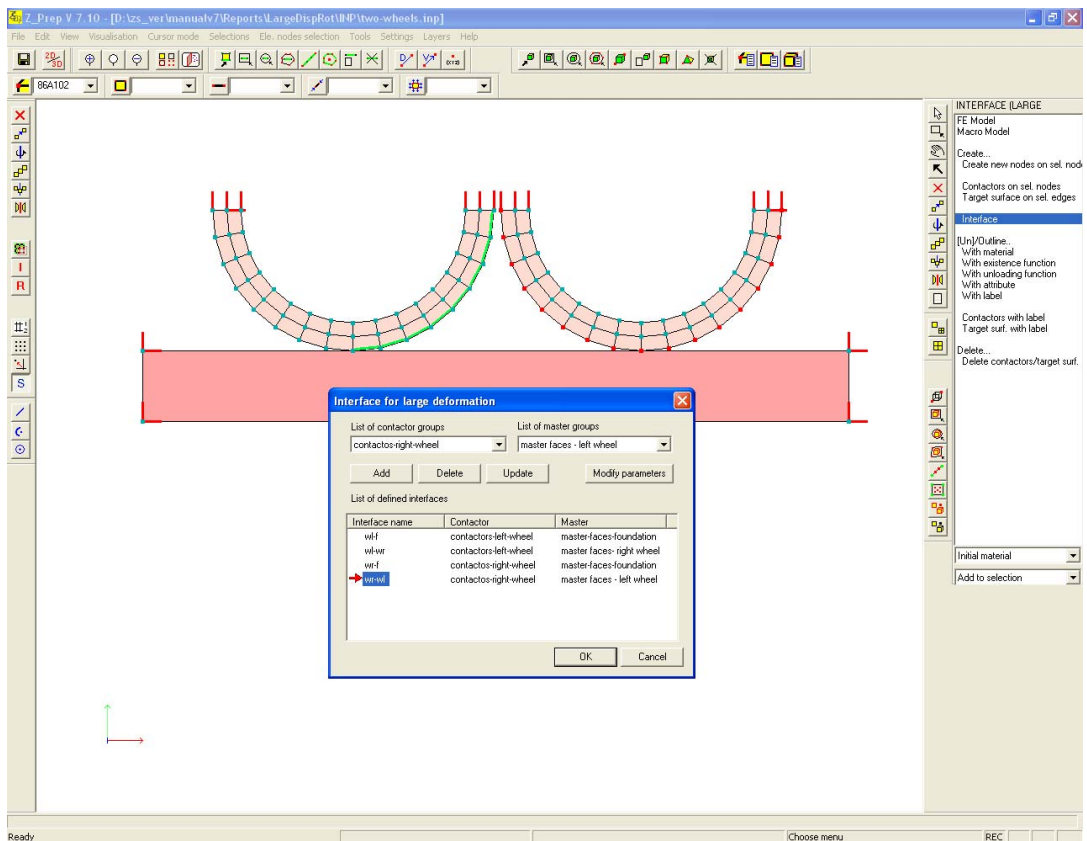 Z_Prep V 7.10 - [D:\zs_ver\manualv7\Reports\LargeDispRot\INP\two-wheels.inp]
File Edit View Visualisation Cursor mode Selections Ele. nodes selection Tools Settings Layers Help
2D 3D
(x+a)
86A102
INTERFACE (LARGE
FE Model
Macro Model
Create...
Create new nodes on sel. node
Contactors on sel. nodes
Target surface on sel. edges
Interface
[Un]/Outline..
With material
With existence function
With unloading function
With attribute
With label
Contactors with label
Target surf. with label
Delete...
Delete contactors/target surf.
Initial material
Add to selection
I
R
S
Interface for large deformation
List of contactor groups List of master groups
contactos-right-wheel master faces - left wheel
Add Delete Update Modify parameters
List of defined interfaces
Interface name Contactor Master
wl-f contactors-left-wheel master-faces-foundation
wl-wr contactors-left-wheel master faces- right wheel
wr-f contactos-right-wheel master-faces-foundation
wr-wl contactos-right-wheel master faces - left wheel
OK Cancel
Ready Choose menu REC